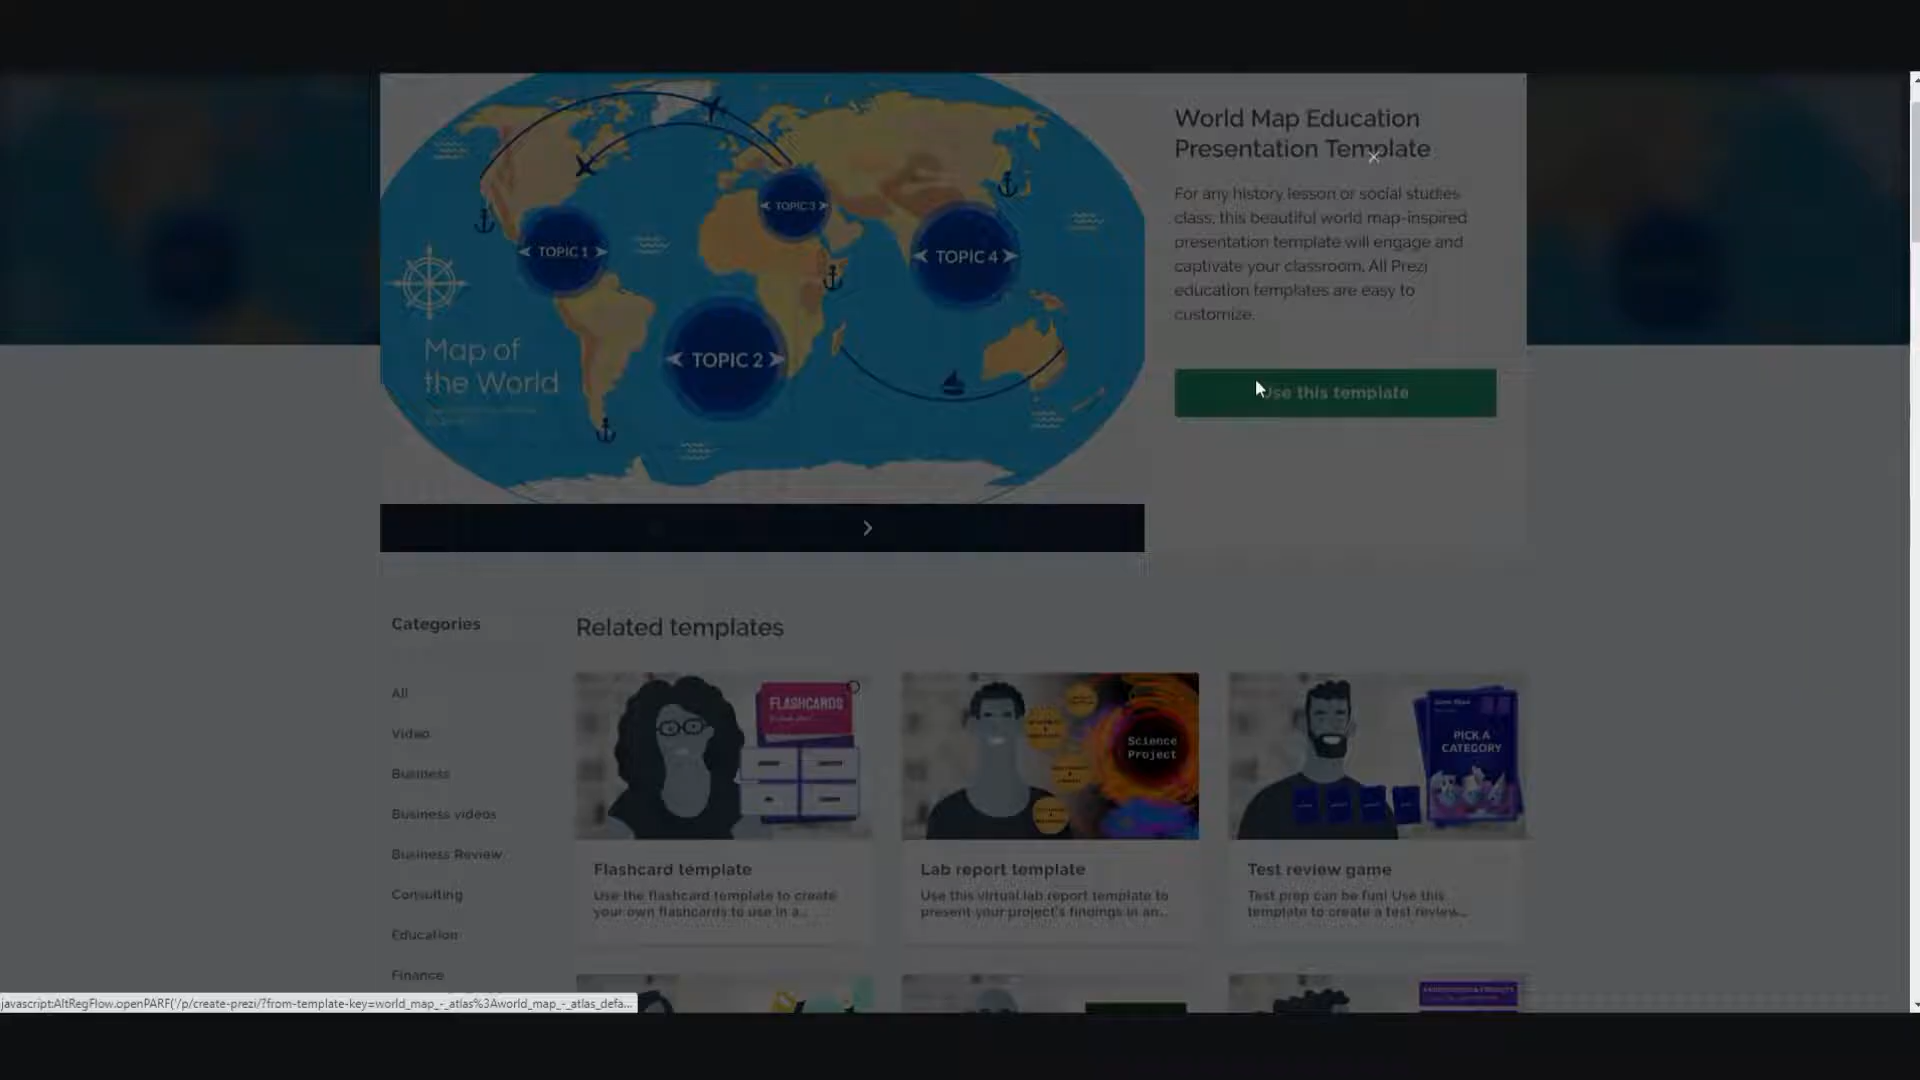 World Map Education
Presentation Template
For any history lesson or social studies
class, this beautiful world map-inspired
presentation template will engage and
captivate your classroom. All Prezi
education templates are easy to
customize.
Use this template
TOPIC 1
TOPIC 2
TOPIC 3
TOPIC 4
Map of
the World
Categories
All
Video
Business
Business videos
Business Review
Consulting
Education
Finance
Related templates
FLASHCARDS
Flashcard template
Use the flashcard template to create
your own flashcards to use in a...
Science
Project
Lab report template
Use this virtual lab report template to
present your project's findings in an...
PICK A
CATEGORY
Test review game
Test prep can be fun! Use this
template to create a test review...
javascript:AltRegFlow.openPARF('/p/create-prezi/?from-template-key=world_map_-_atlas%3Aworld_map_-_atlas_defa...